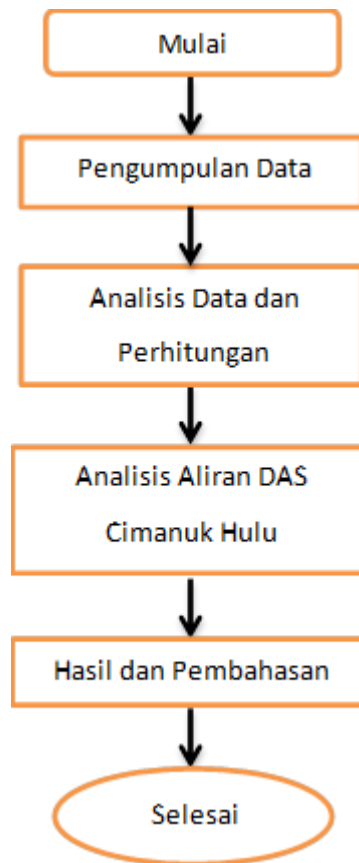 Mulai
Pengumpulan Data
Analisis Data dan
Perhitungan
Analisis Aliran DAS
Cimanuk Hulu
Hasil dan Pembahasan
Selesai